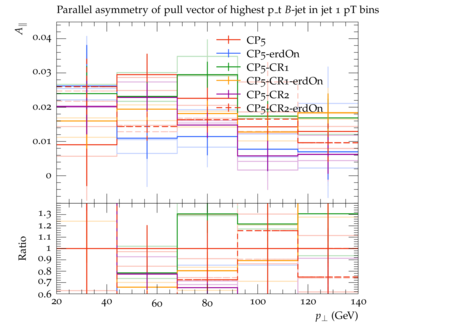 Parallel asymmetry of pull vector of highest p_t B-jet in jet 1 pT bins
A∥
0.04
0.03
0.02
0.01
0
CP5
CP5-erdOn
CP5-CR1
CP5-CR1-erdOn
CP5-CR2
CP5-CR2-erdOn
Ratio
1.3
1.2
1.1
1
0.9
0.8
0.7
0.6
20 40 60 80 100 120 140
p⊥ (GeV)